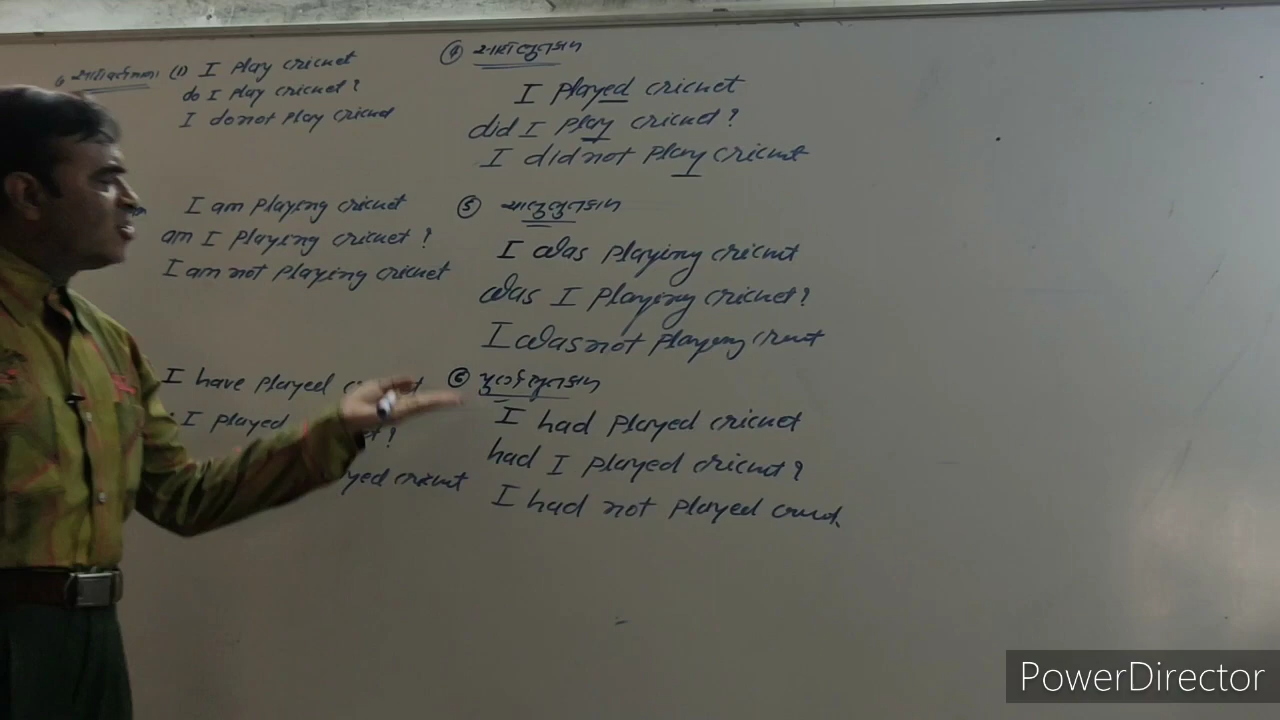 (1) I play cricket
do I play cricket?
I do not play cricket
I am playing cricket
am I playing cricket?
I am not playing cricket
I have played
I played
?
yed cricket
④ સાદોભુતકાળ
I played cricket
did I play cricket?
I did not play cricket
⑤ ચાલુભુતકાળ
I was playing cricket
was I playing cricket?
I was not playing cricket
⑥ પુર્ણભુતકાળ
I had played cricket
had I played cricket?
I had not played
PowerDirector